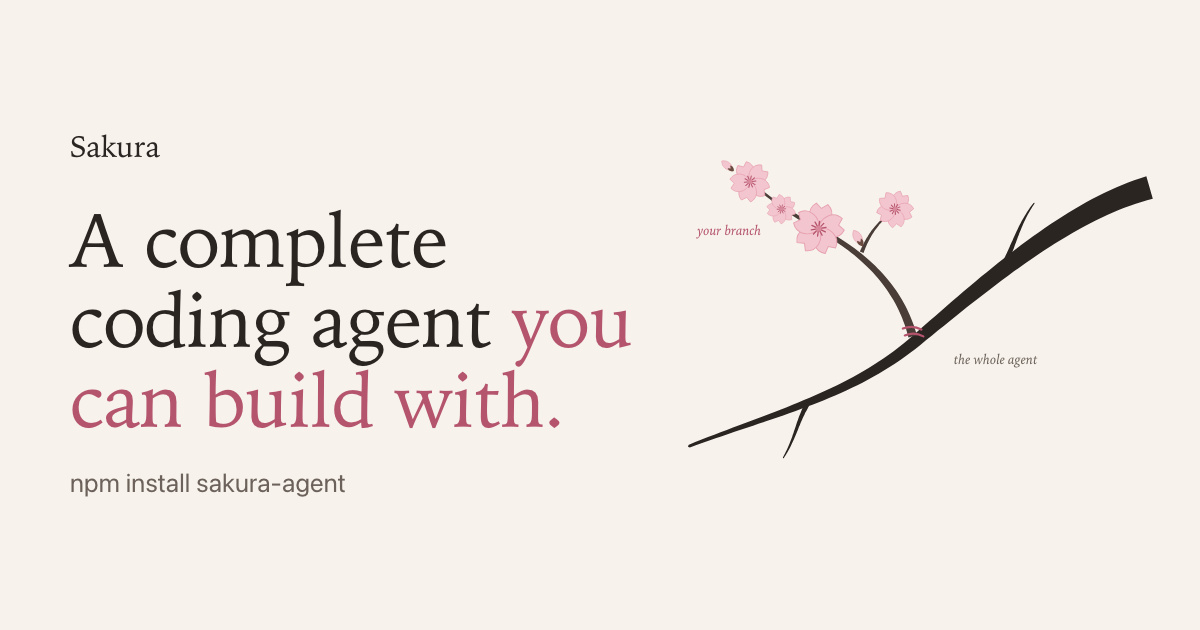 Sakura
A complete
coding agent you
can build with.
npm install sakura-agent
your branch
the whole agent